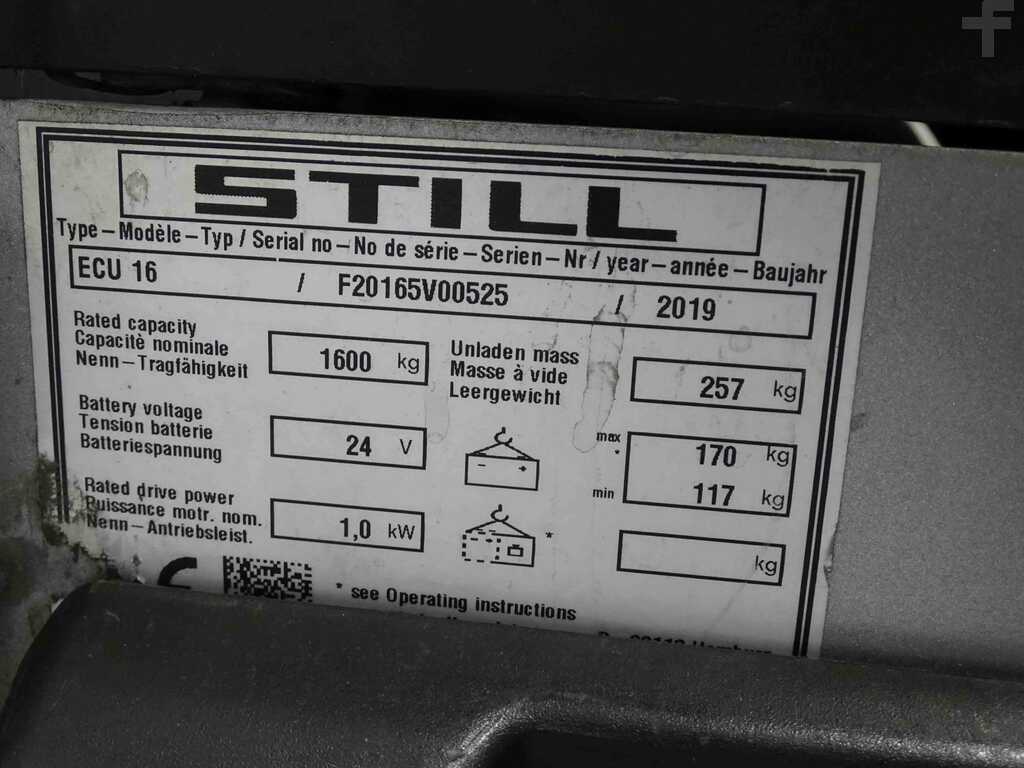 f
STILL
Type–Modèle–Typ / Serial no–No de série–Serien–Nr / year–année–Baujahr
ECU 16 / F20165V00525 / 2019
Rated capacity
Capacité nominale
Nenn–Tragfähigkeit
1600 kg
Unladen mass
Masse à vide
Leergewicht
257 kg
Battery voltage
Tension batterie
Batteriespannung
24 V
- +
max
*
min
170 kg
117 kg
Rated drive power
Puissance motr. nom.
Nenn–Antriebsleist.
1,0 kW
*
kg
* see Operating instructions
Hamburg